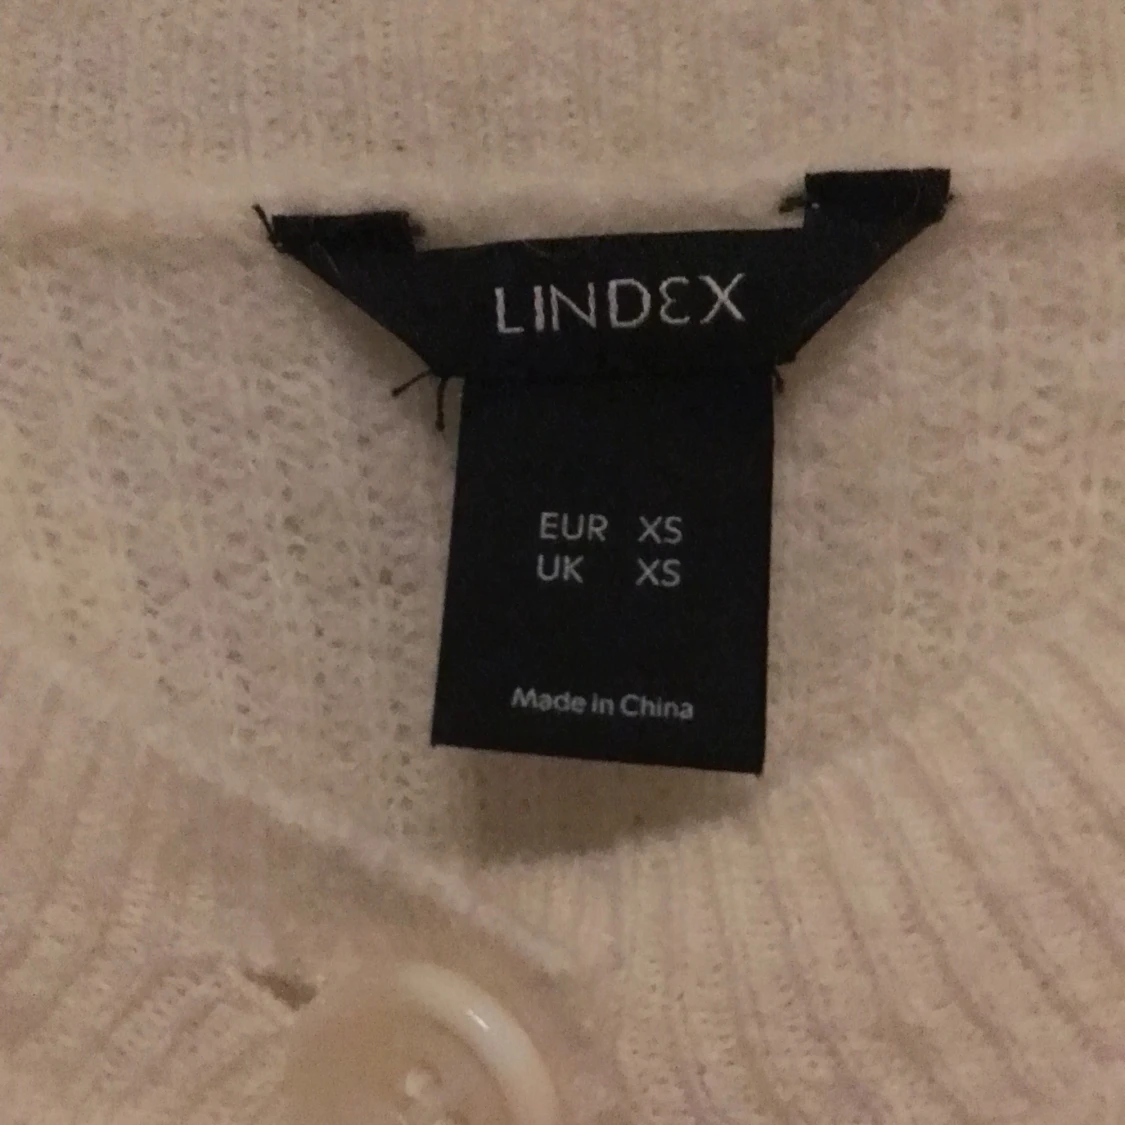 LINDEX
EUR XS
UK XS
Made in China